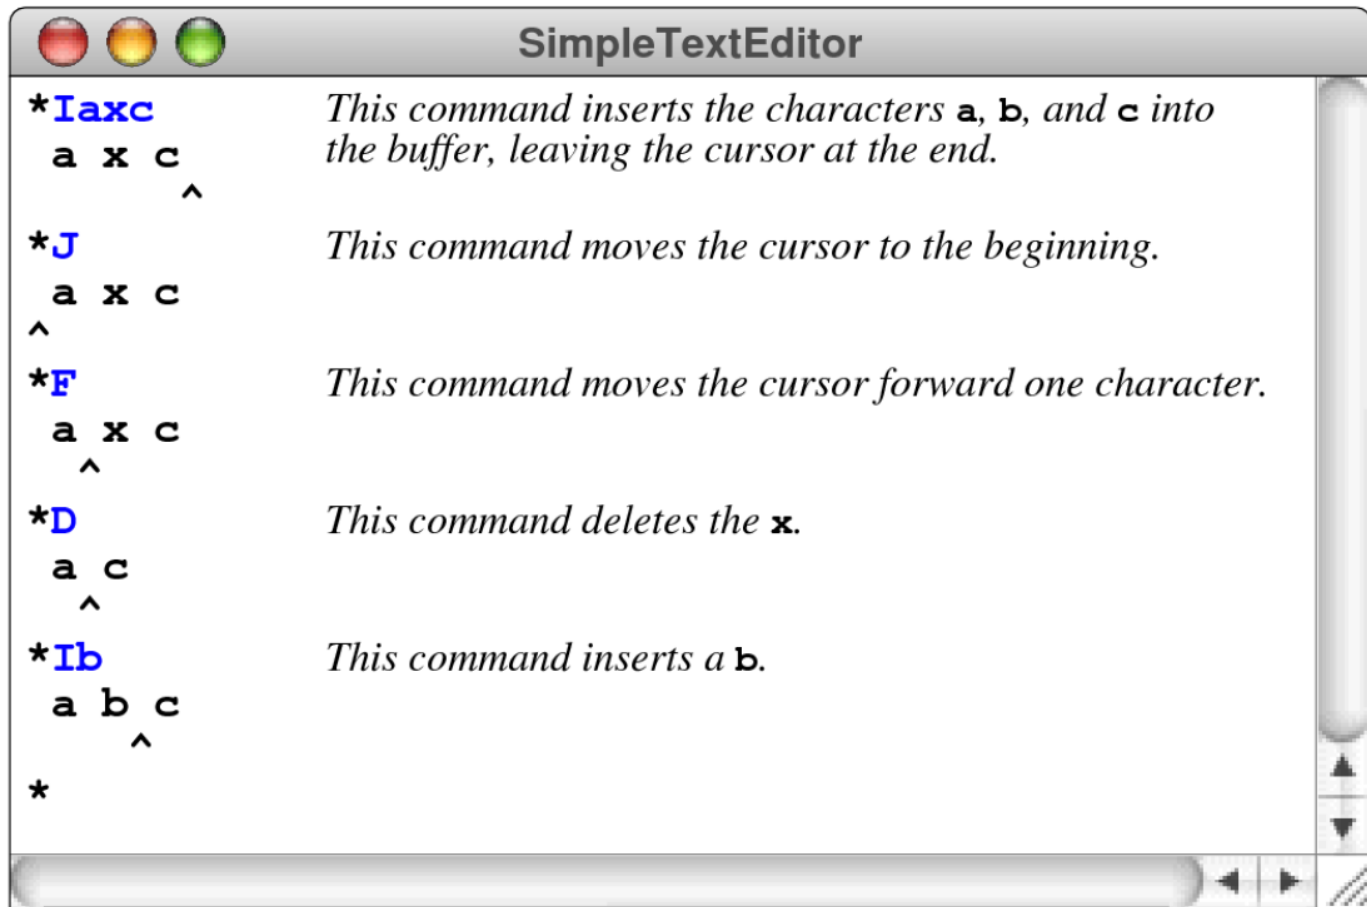 SimpleTextEditor
*Iaxc This command inserts the characters a, b, and c into
a x c the buffer, leaving the cursor at the end.
^
*J This command moves the cursor to the beginning.
a x c
^
*F This command moves the cursor forward one character.
a x c
^
*D This command deletes the x.
a c
^
*Ib This command inserts a b.
a b c
^
*